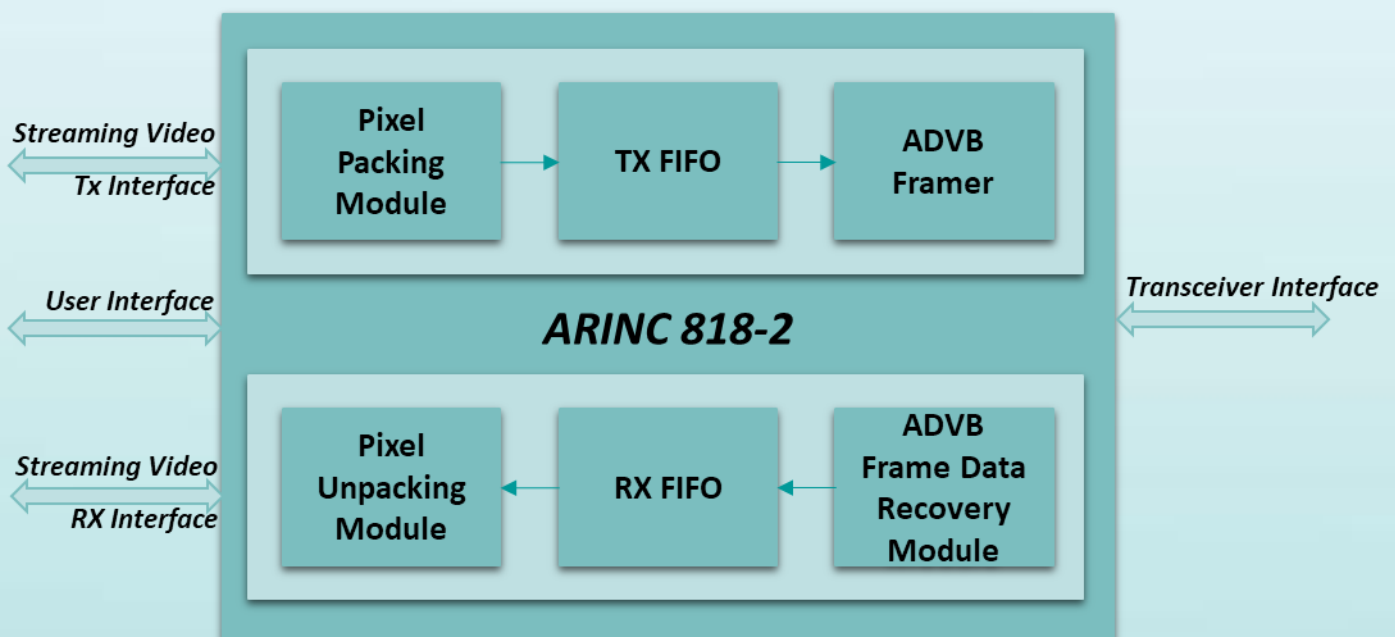 Streaming Video
Tx Interface
Pixel
Packing
Module
TX FIFO
ADVB
Framer
User Interface
ARINC 818-2
Transceiver Interface
Streaming Video
RX Interface
Pixel
Unpacking
Module
RX FIFO
ADVB
Frame Data
Recovery
Module